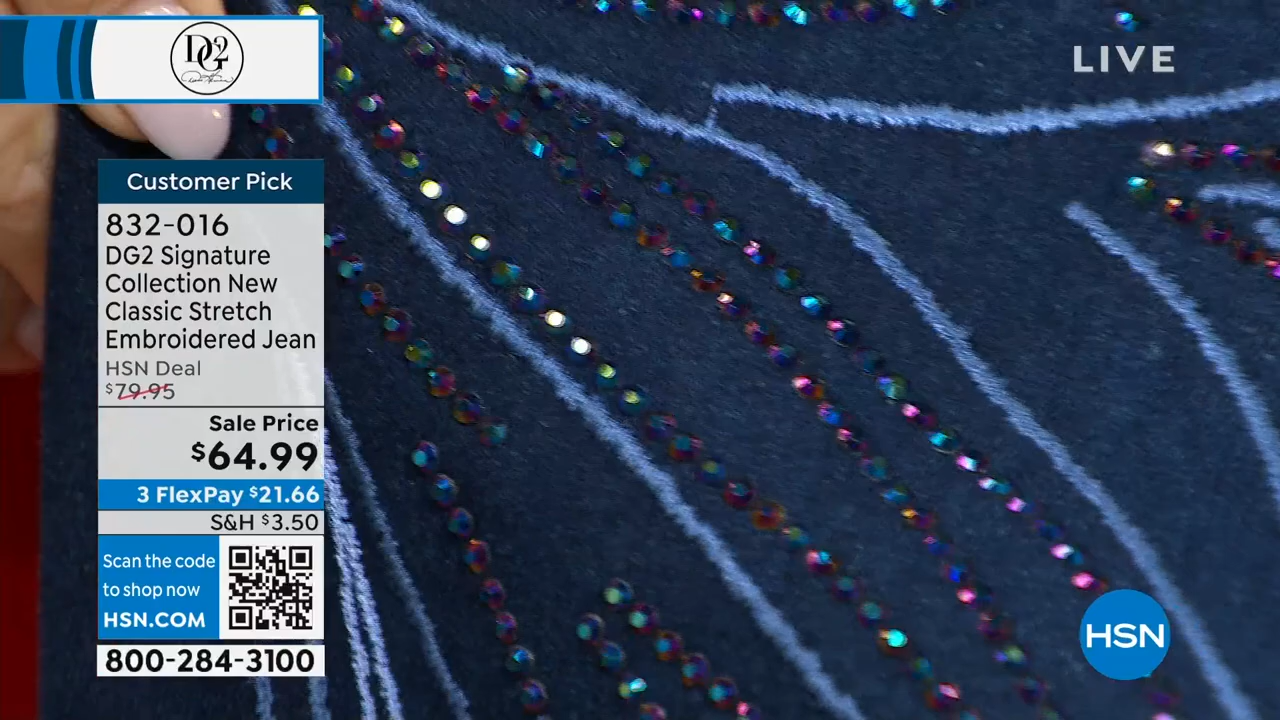 DG2
LIVE
Customer Pick
832-016
DG2 Signature
Collection New
Classic Stretch
Embroidered Jean
HSN Deal
$79.95
Sale Price
$64.99
3 FlexPay $21.66
S&H $3.50
Scan the code
to shop now
HSN.COM
800-284-3100
HSN